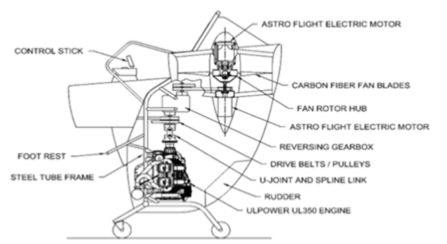 ASTRO FLIGHT ELECTRIC MOTOR
CONTROL STICK
CARBON FIBER FAN BLADES
FAN ROTOR HUB
ASTRO FLIGHT ELECTRIC MOTOR
REVERSING GEARBOX
FOOT REST
DRIVE BELTS / PULLEYS
STEEL TUBE FRAME
U-JOINT AND SPLINE LINK
RUDDER
ULPOWER UL350 ENGINE